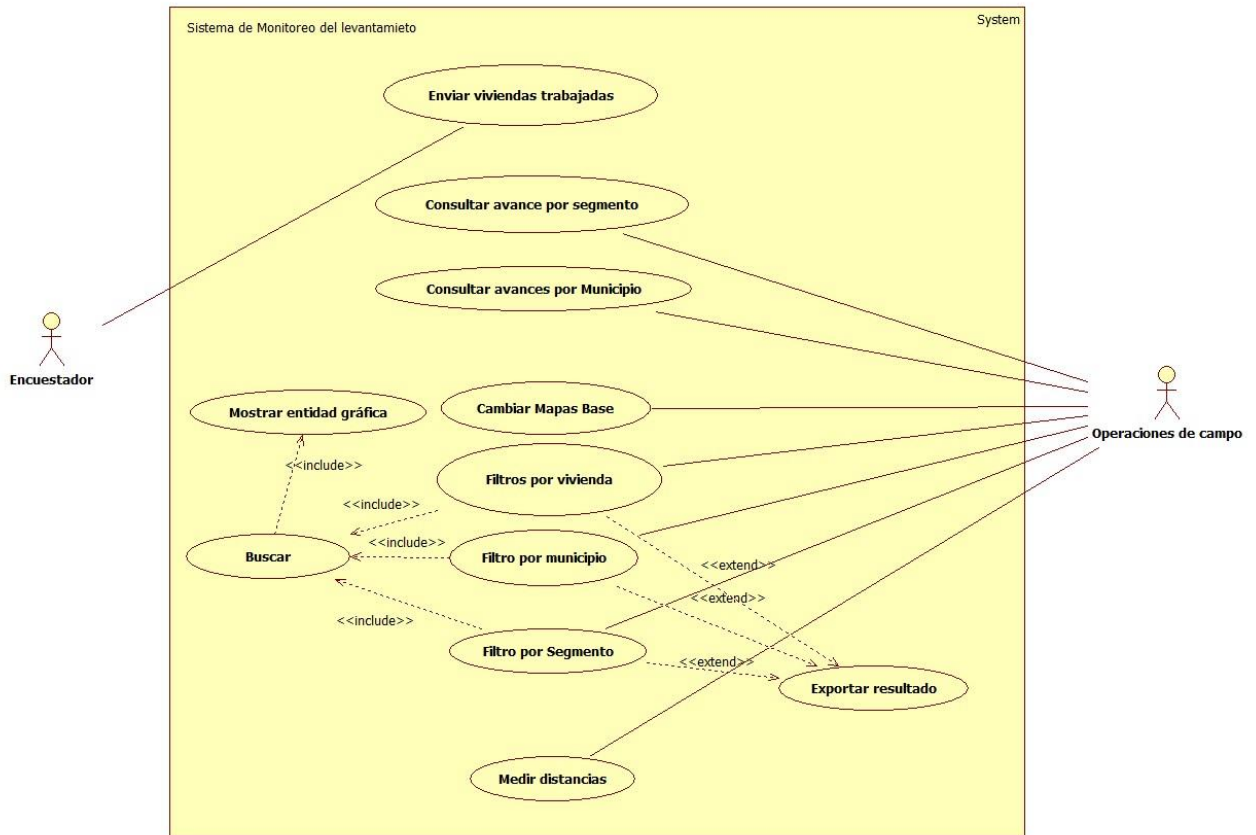 System
Sistema de Monitoreo del levantamieto
Enviar viviendas trabajadas
Consultar avance por segmento
Consultar avances por Municipio
Encuestador
Mostrar entidad gráfica
Cambiar Mapas Base
Operaciones de campo
<<include>>
Filtros por vivienda
<<include>>
<<include>>
Buscar
Filtro por municipio
<<extend>>
<<extend>>
<<include>>
Filtro por Segmento
<<extend>>
Exportar resultado
Medir distancias